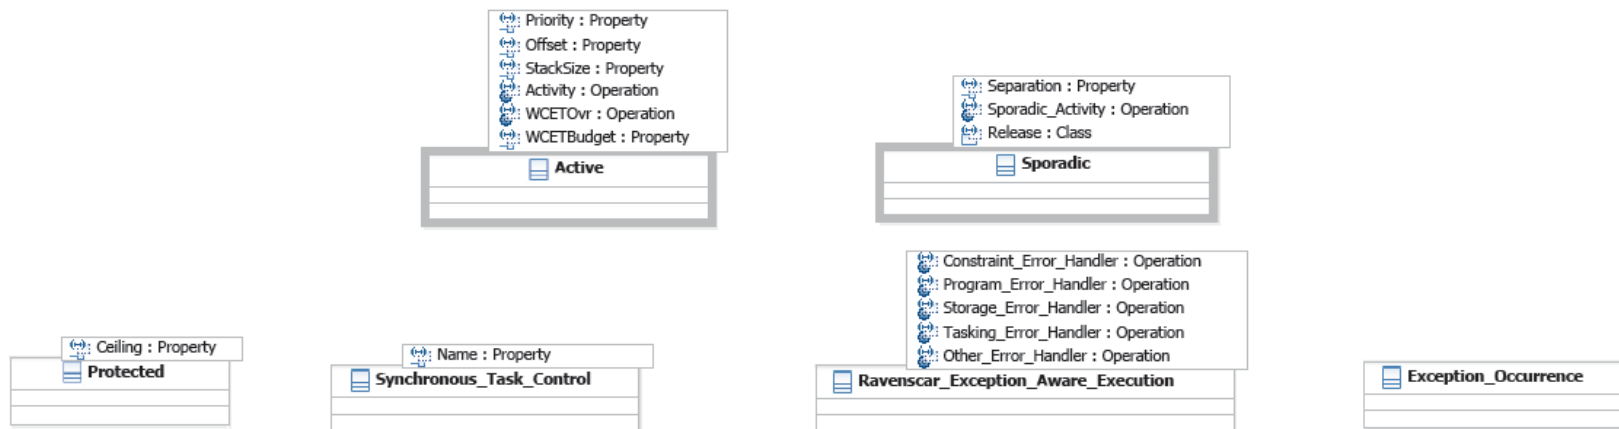 Priority : Property
Offset : Property
StackSize : Property
Activity : Operation
WCETOvr : Operation
WCETBudget : Property
Active
Separation : Property
Sporadic_Activity : Operation
Release : Class
Sporadic
Ceiling : Property
Protected
Name : Property
Synchronous_Task_Control
Constraint_Error_Handler : Operation
Program_Error_Handler : Operation
Storage_Error_Handler : Operation
Tasking_Error_Handler : Operation
Other_Error_Handler : Operation
Ravenscar_Exception_Aware_Execution
Exception_Occurrence